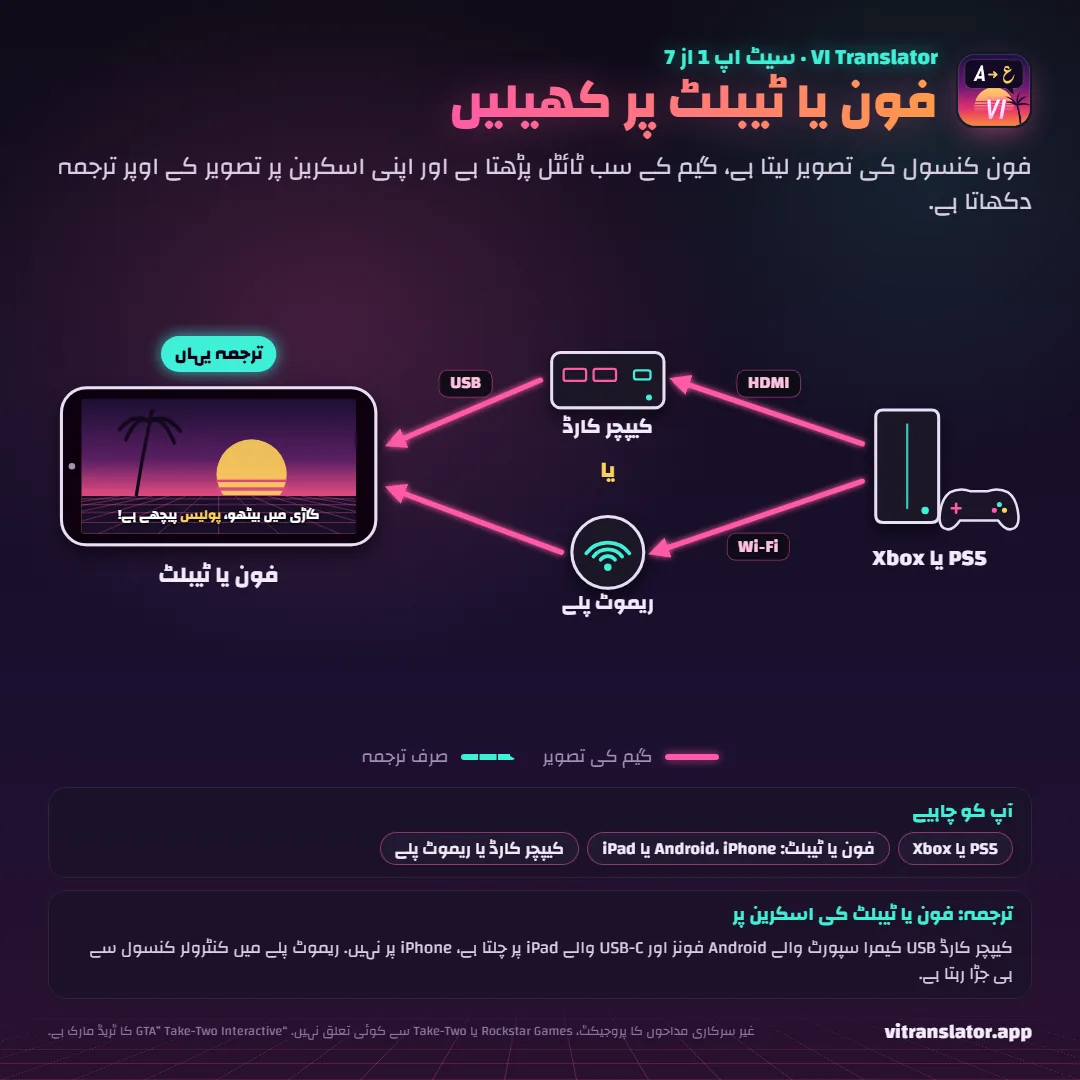 VI Translator · سیٹ اپ 1 از 7
فون یا ٹیبلٹ پر کھیلیں
A→ع
VI
فون کنسول کی تصویر لیتا ہے، گیم کے سب ٹائٹل پڑھتا ہے اور اپنی اسکرین پر تصویر کے اوپر ترجمہ
دکھاتا ہے۔
ترجمہ یہاں
HDMI
USB
کیپچر کارڈ
یا
گاڑی میں بیٹھو، پولیس پیچھے ہے!
Wi-Fi
PS5 یا Xbox
فون یا ٹیبلٹ
ریموٹ پلے
گیم کی تصویر
صرف ترجمہ
آپ کو چاہیے
PS5 یا Xbox
فون یا ٹیبلٹ: Android، iPhone یا iPad
کیپچر کارڈ یا ریموٹ پلے
ترجمہ: فون یا ٹیبلٹ کی اسکرین پر
کیپچر کارڈ USB کیمرا سپورٹ والے Android فونز اور USB-C والے iPad پر چلتا ہے، iPhone پر نہیں۔ ریموٹ پلے میں کنٹرولر کنسول سے
ہی جڑا رہتا ہے۔
vitranslator.app
غیر سرکاری مداحوں کا پروجیکٹ، Rockstar Games یا Take-Two سے کوئی تعلق نہیں۔ "GTA" Take-Two Interactive کا ٹریڈ مارک ہے۔